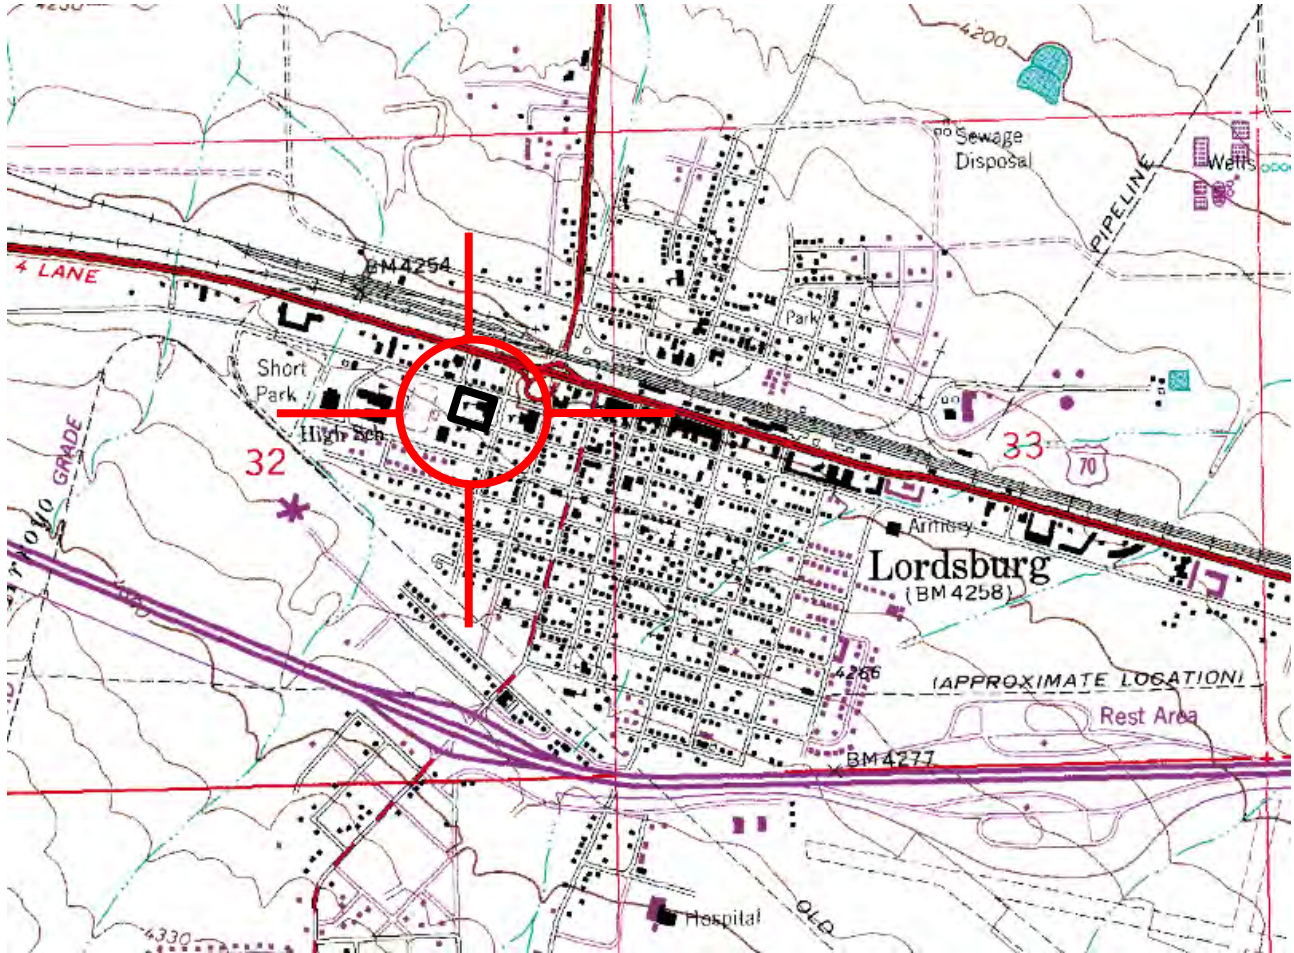 4200
Sewage
Disposal
Wells
PIPELINE
BM 4254
4 LANE
Park
Short
Park
High Sch
32
33
70
GRADE
Armory
Lordsburg
(BM 4258)
4266
(APPROXIMATE LOCATION)
Rest Area
BM 4277
OLD
Hospital
4330